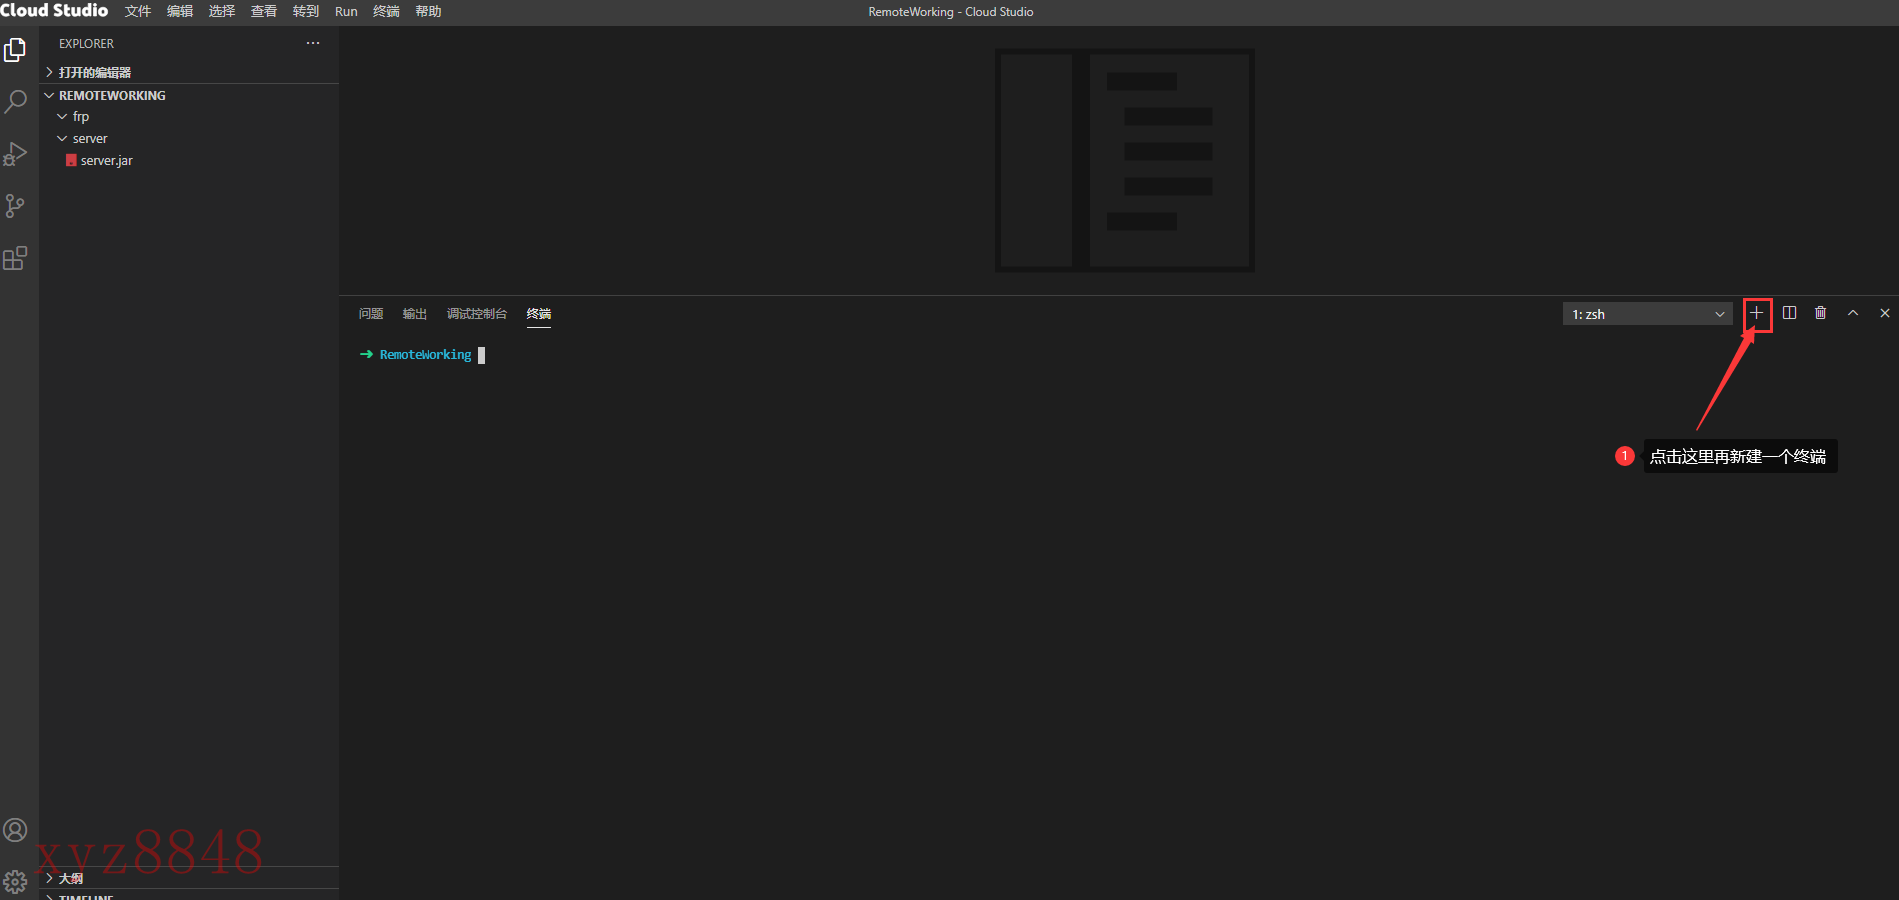 Cloud Studio 文件 编辑 选择 查看 转到 Run 终端 帮助 RemoteWorking - Cloud Studio
EXPLORER
打开的编辑器
REMOTEWORKING
frp
server
server.jar
问题 输出 调试控制台 终端 1: zsh
RemoteWorking
1 点击这里再新建一个终端
xyz8848
大纲
TIMELINE